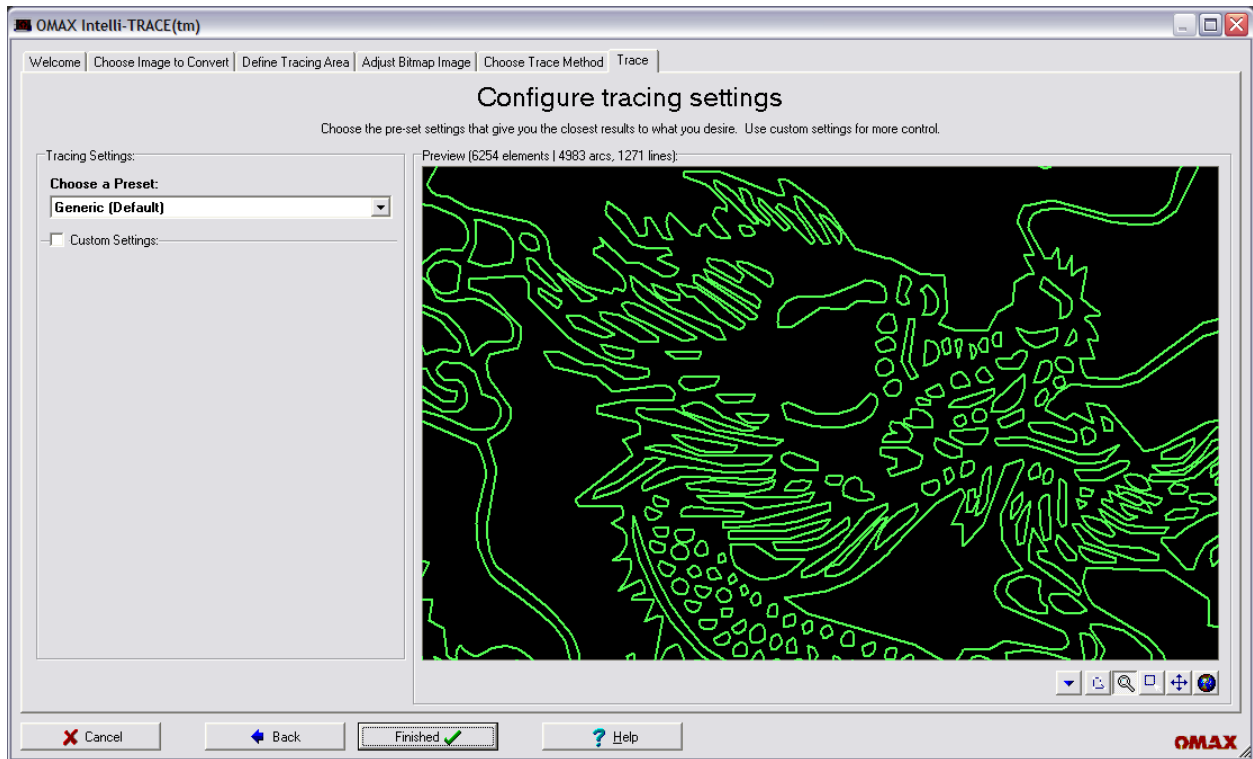 OMAX Intelli-TRACE(tm)
Welcome Choose Image to Convert Define Tracing Area Adjust Bitmap Image Choose Trace Method Trace
Configure tracing settings
Choose the pre-set settings that give you the closest results to what you desire. Use custom settings for more control.
Tracing Settings:
Preview (6254 elements | 4983 arcs, 1271 lines):
Choose a Preset:
Generic (Default)
Custom Settings:
Cancel Back Finished Help
OMAX